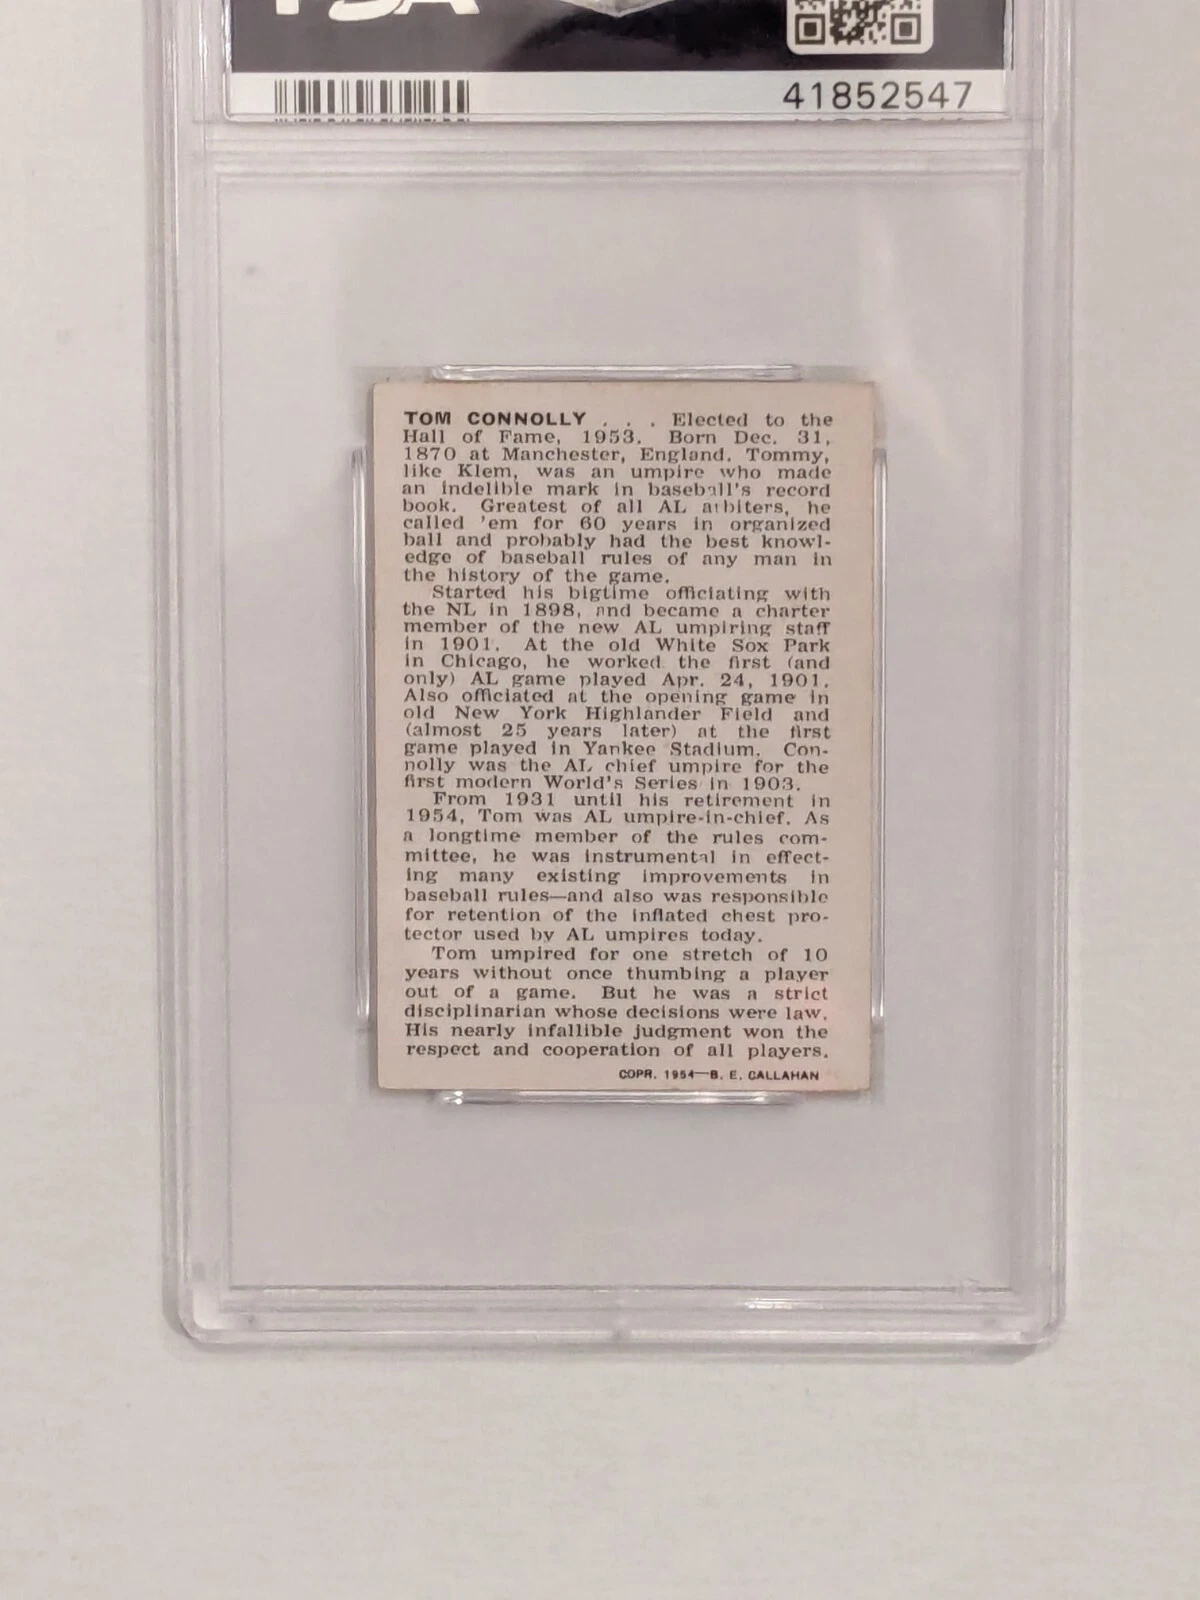 PSA
41852547
TOM CONNOLLY . . . Elected to the
Hall of Fame, 1953. Born Dec. 31,
1870 at Manchester, England. Tommy,
like Klem, was an umpire who made
an indelible mark in baseball's record
book. Greatest of all AL arbiters, he
called 'em for 60 years in organized
ball and probably had the best knowl-
edge of baseball rules of any man in
the history of the game.
Started his bigtime officiating with
the NL in 1898, and became a charter
member of the new AL umpiring staff
in 1901. At the old White Sox Park
in Chicago, he worked the first (and
only) AL game played Apr. 24, 1901.
Also officiated at the opening game in
old New York Highlander Field and
(almost 25 years later) at the first
game played in Yankee Stadium. Con-
nolly was the AL chief umpire for the
first modern World's Series in 1903.
From 1931 until his retirement in
1954, Tom was AL umpire-in-chief. As
a longtime member of the rules com-
mittee, he was instrumental in effect-
ing many existing improvements in
baseball rules—and also was responsible
for retention of the inflated chest pro-
tector used by AL umpires today.
Tom umpired for one stretch of 10
years without once thumbing a player
out of a game. But he was a strict
disciplinarian whose decisions were law.
His nearly infallible judgment won the
respect and cooperation of all players.
COPR. 1954—B. E. CALLAHAN